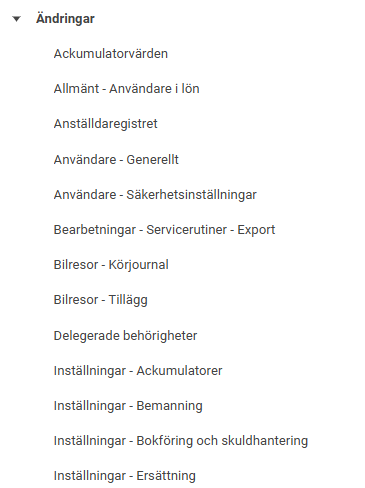 Ändringar
Ackumulatorvärden
Allmänt - Användare i lön
Anställdaregistret
Användare - Generellt
Användare - Säkerhetsinställningar
Bearbetningar - Servicerutiner - Export
Bilresor - Körjournal
Bilresor - Tillägg
Delegerade behörigheter
Inställningar - Ackumulatorer
Inställningar - Bemanning
Inställningar - Bokföring och skuldhantering
Inställningar - Ersättning